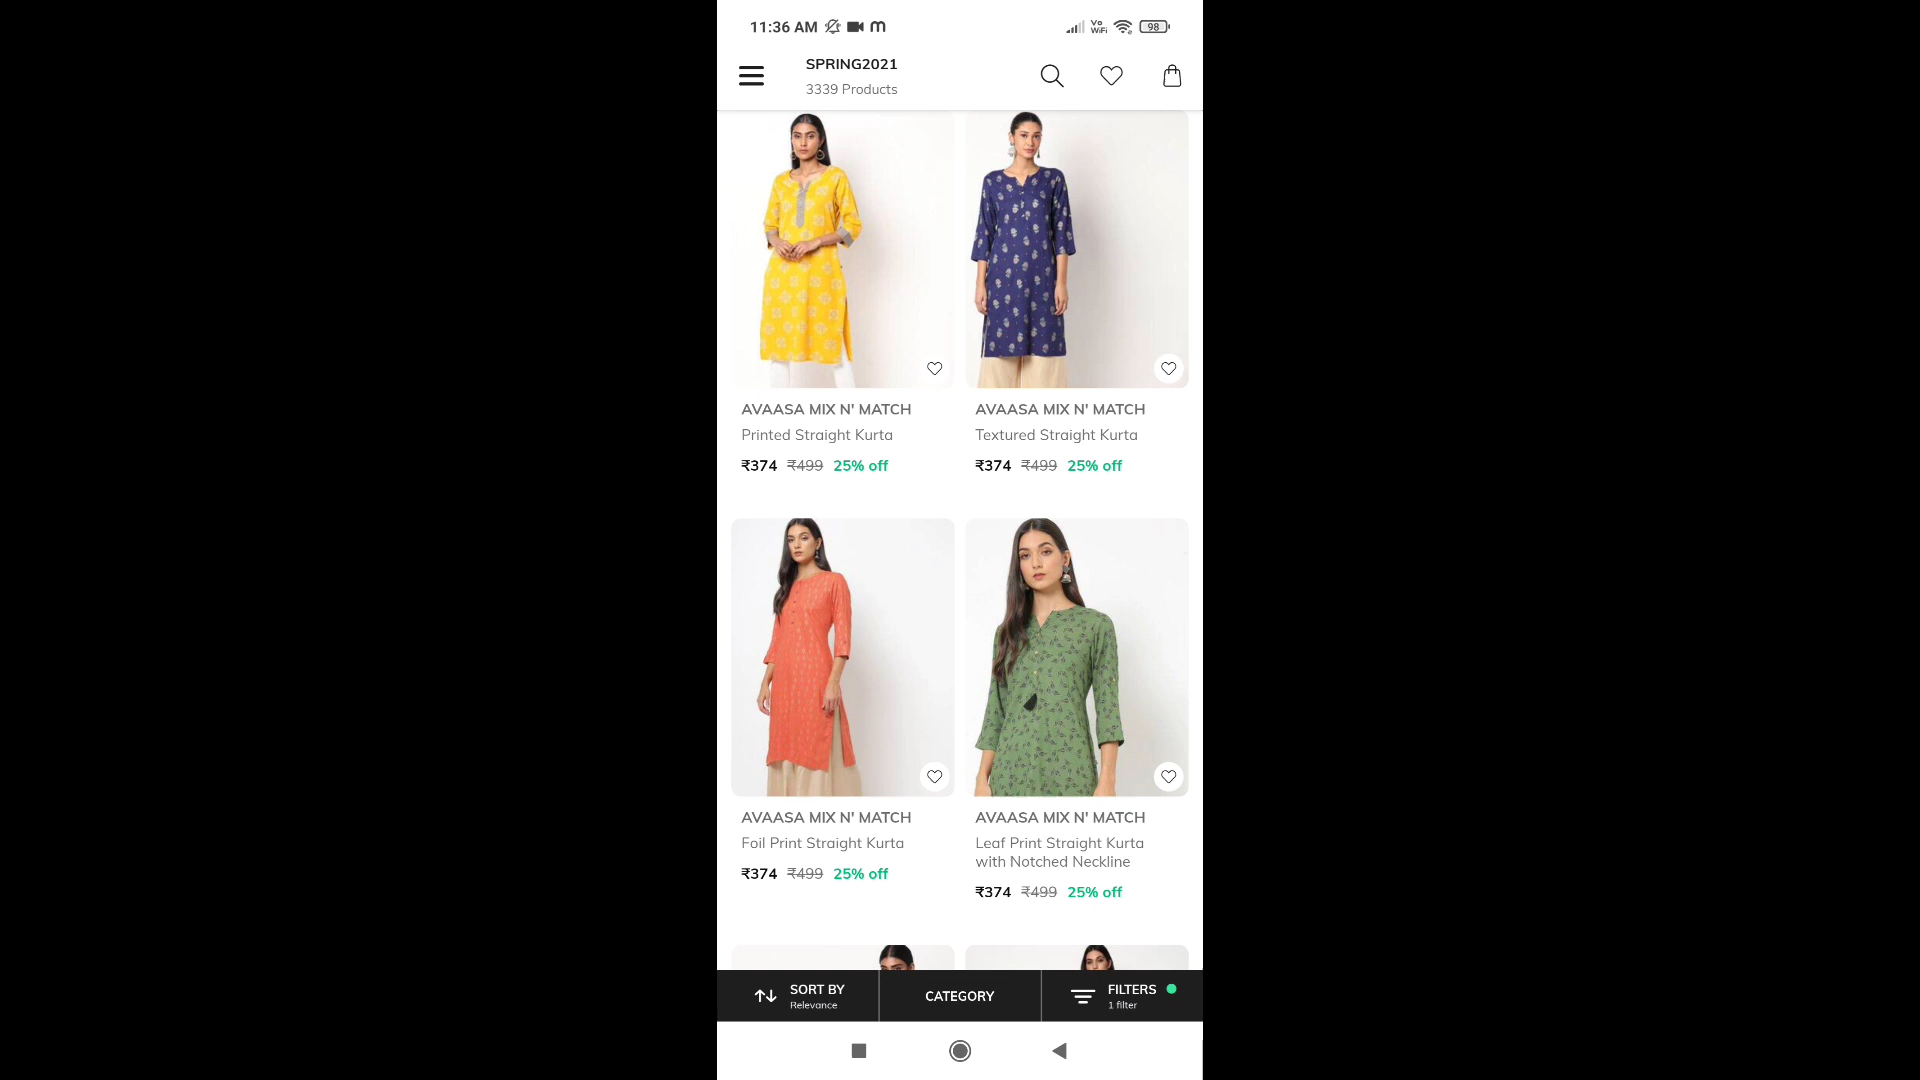 11:36 AM
Vo
WiFi
98
SPRING2021
3339 Products
AVAASA MIX N' MATCH
Printed Straight Kurta
₹374 ₹499 25% off
AVAASA MIX N' MATCH
Textured Straight Kurta
₹374 ₹499 25% off
AVAASA MIX N' MATCH
Foil Print Straight Kurta
₹374 ₹499 25% off
AVAASA MIX N' MATCH
Leaf Print Straight Kurta
with Notched Neckline
₹374 ₹499 25% off
SORT BY
Relevance
CATEGORY
FILTERS
1 filter